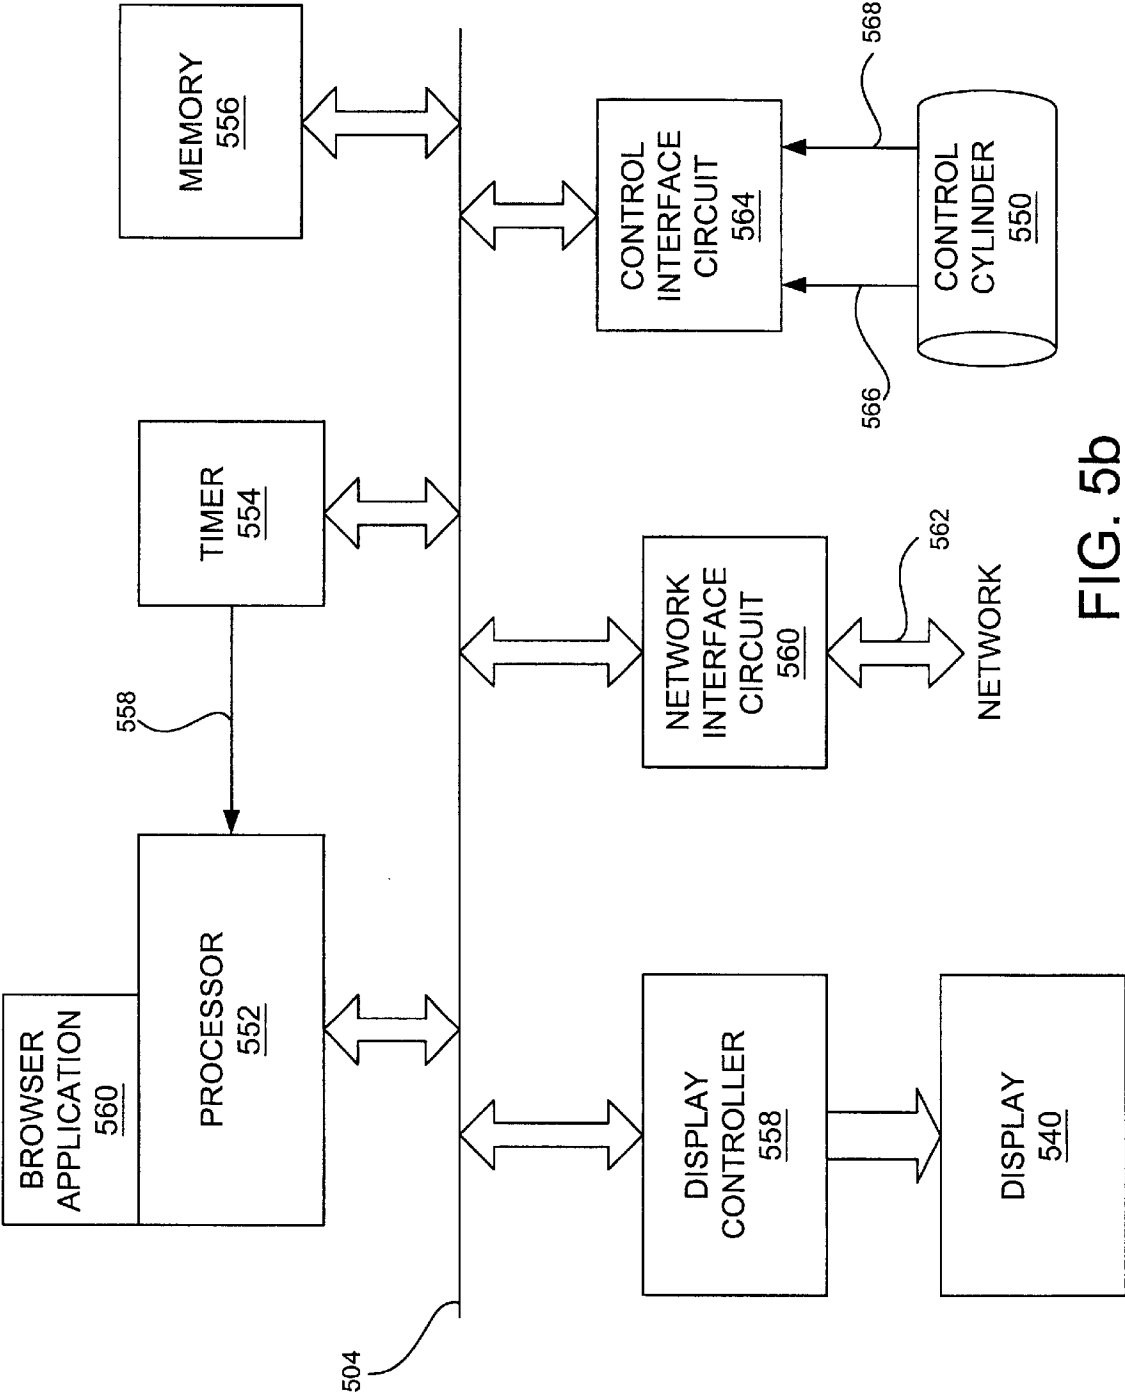 BROWSER
APPLICATION
560
PROCESSOR
552
558
TIMER
554
MEMORY
556
504
DISPLAY
CONTROLLER
558
DISPLAY
540
NETWORK
INTERFACE
CIRCUIT
560
562
NETWORK
CONTROL
INTERFACE
CIRCUIT
564
566
568
CONTROL
CYLINDER
550
FIG. 5b